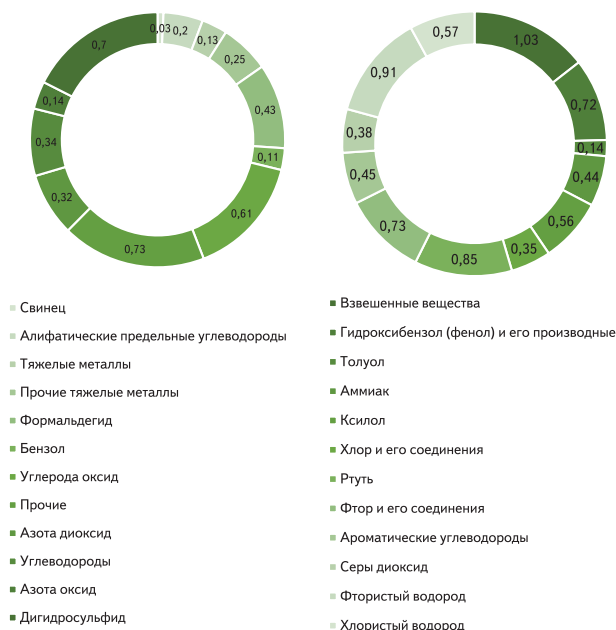 0,03
0,2
0,13
0,25
0,43
0,11
0,61
0,73
0,32
0,34
0,14
0,7
1,03
0,72
0,14
0,44
0,56
0,35
0,85
0,73
0,45
0,38
0,91
0,57
Свинец
Алифатические предельные углеводороды
Тяжелые металлы
Прочие тяжелые металлы
Формальдегид
Бензол
Углерода оксид
Прочие
Азота диоксид
Углеводороды
Азота оксид
Дигидросульфид
Взвешенные вещества
Гидроксибензол (фенол) и его производные
Толуол
Аммиак
Ксилол
Хлор и его соединения
Ртуть
Фтор и его соединения
Ароматические углеводороды
Серы диоксид
Фтористый водород
Хлористый водород